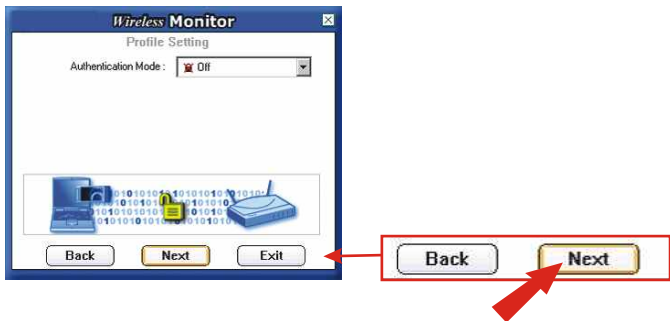 Wireless Monitor
Profile Setting
Authentication Mode : Off
Back Next Exit
Back Next